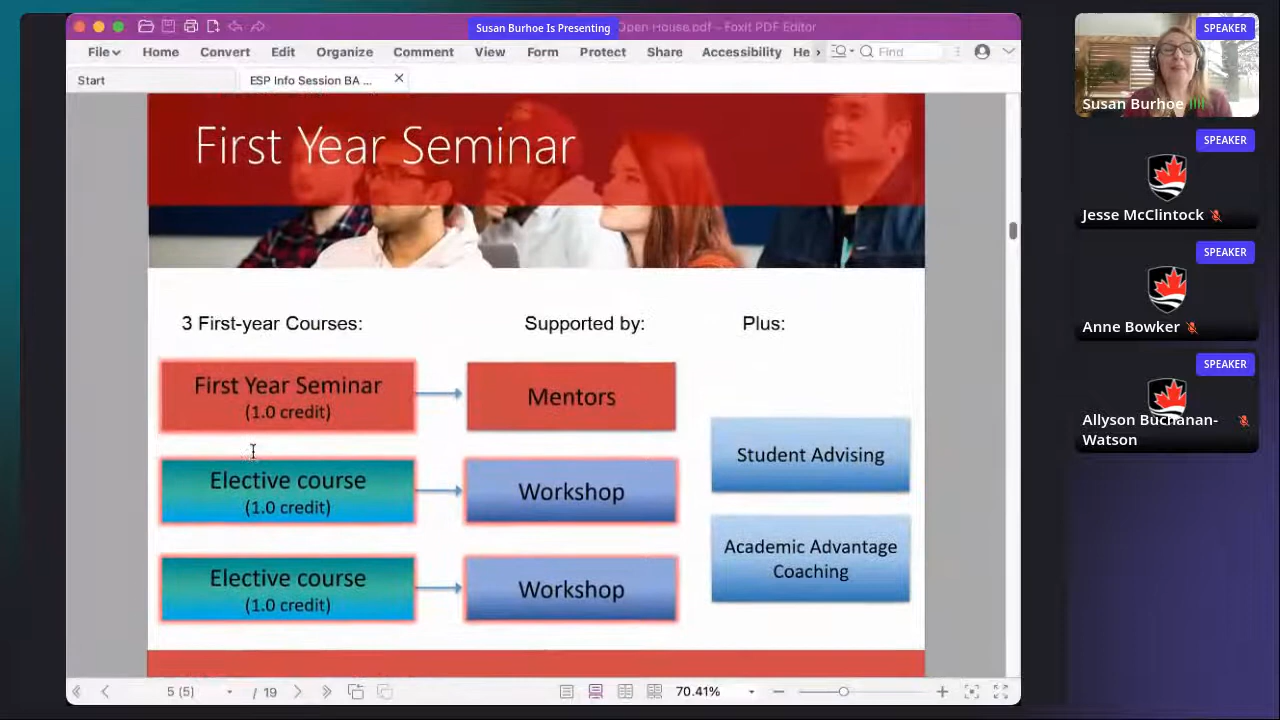 Susan Burhoe Is Presenting
Open House.pdf - Foxit PDF Editor
File Home Convert Edit Organize Comment View Form Protect Share Accessibility He Find
Start
ESP Info Session BA ...
First Year Seminar
3 First-year Courses:
Supported by:
Plus:
First Year Seminar
(1.0 credit)
Mentors
Elective course
(1.0 credit)
Workshop
Elective course
(1.0 credit)
Workshop
Student Advising
Academic Advantage
Coaching
5 (5) / 19
70.41%
SPEAKER
Susan Burhoe
SPEAKER
Jesse McClintock
SPEAKER
Anne Bowker
SPEAKER
Allyson Buchanan-
Watson